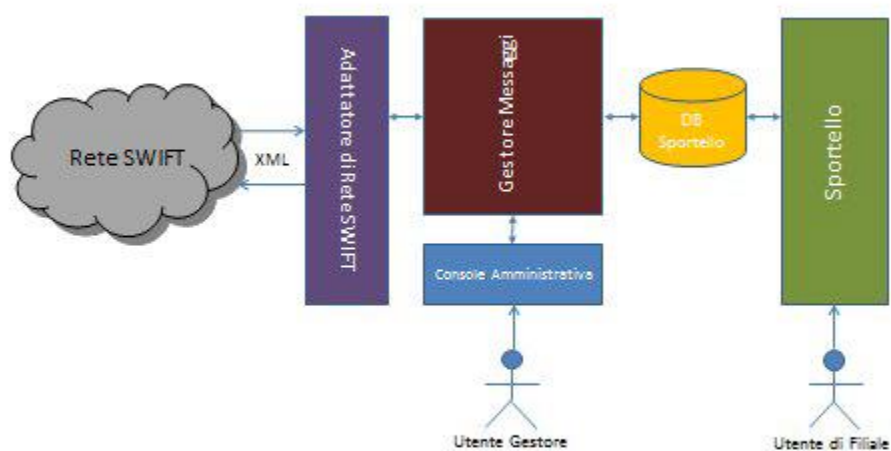 Rete SWIFT
XML
Adattatore di Rete SWIFT
Gestore Messaggi
DB
Sportello
Sportello
Console Amministrativa
Utente Gestore
Utente di Filiale